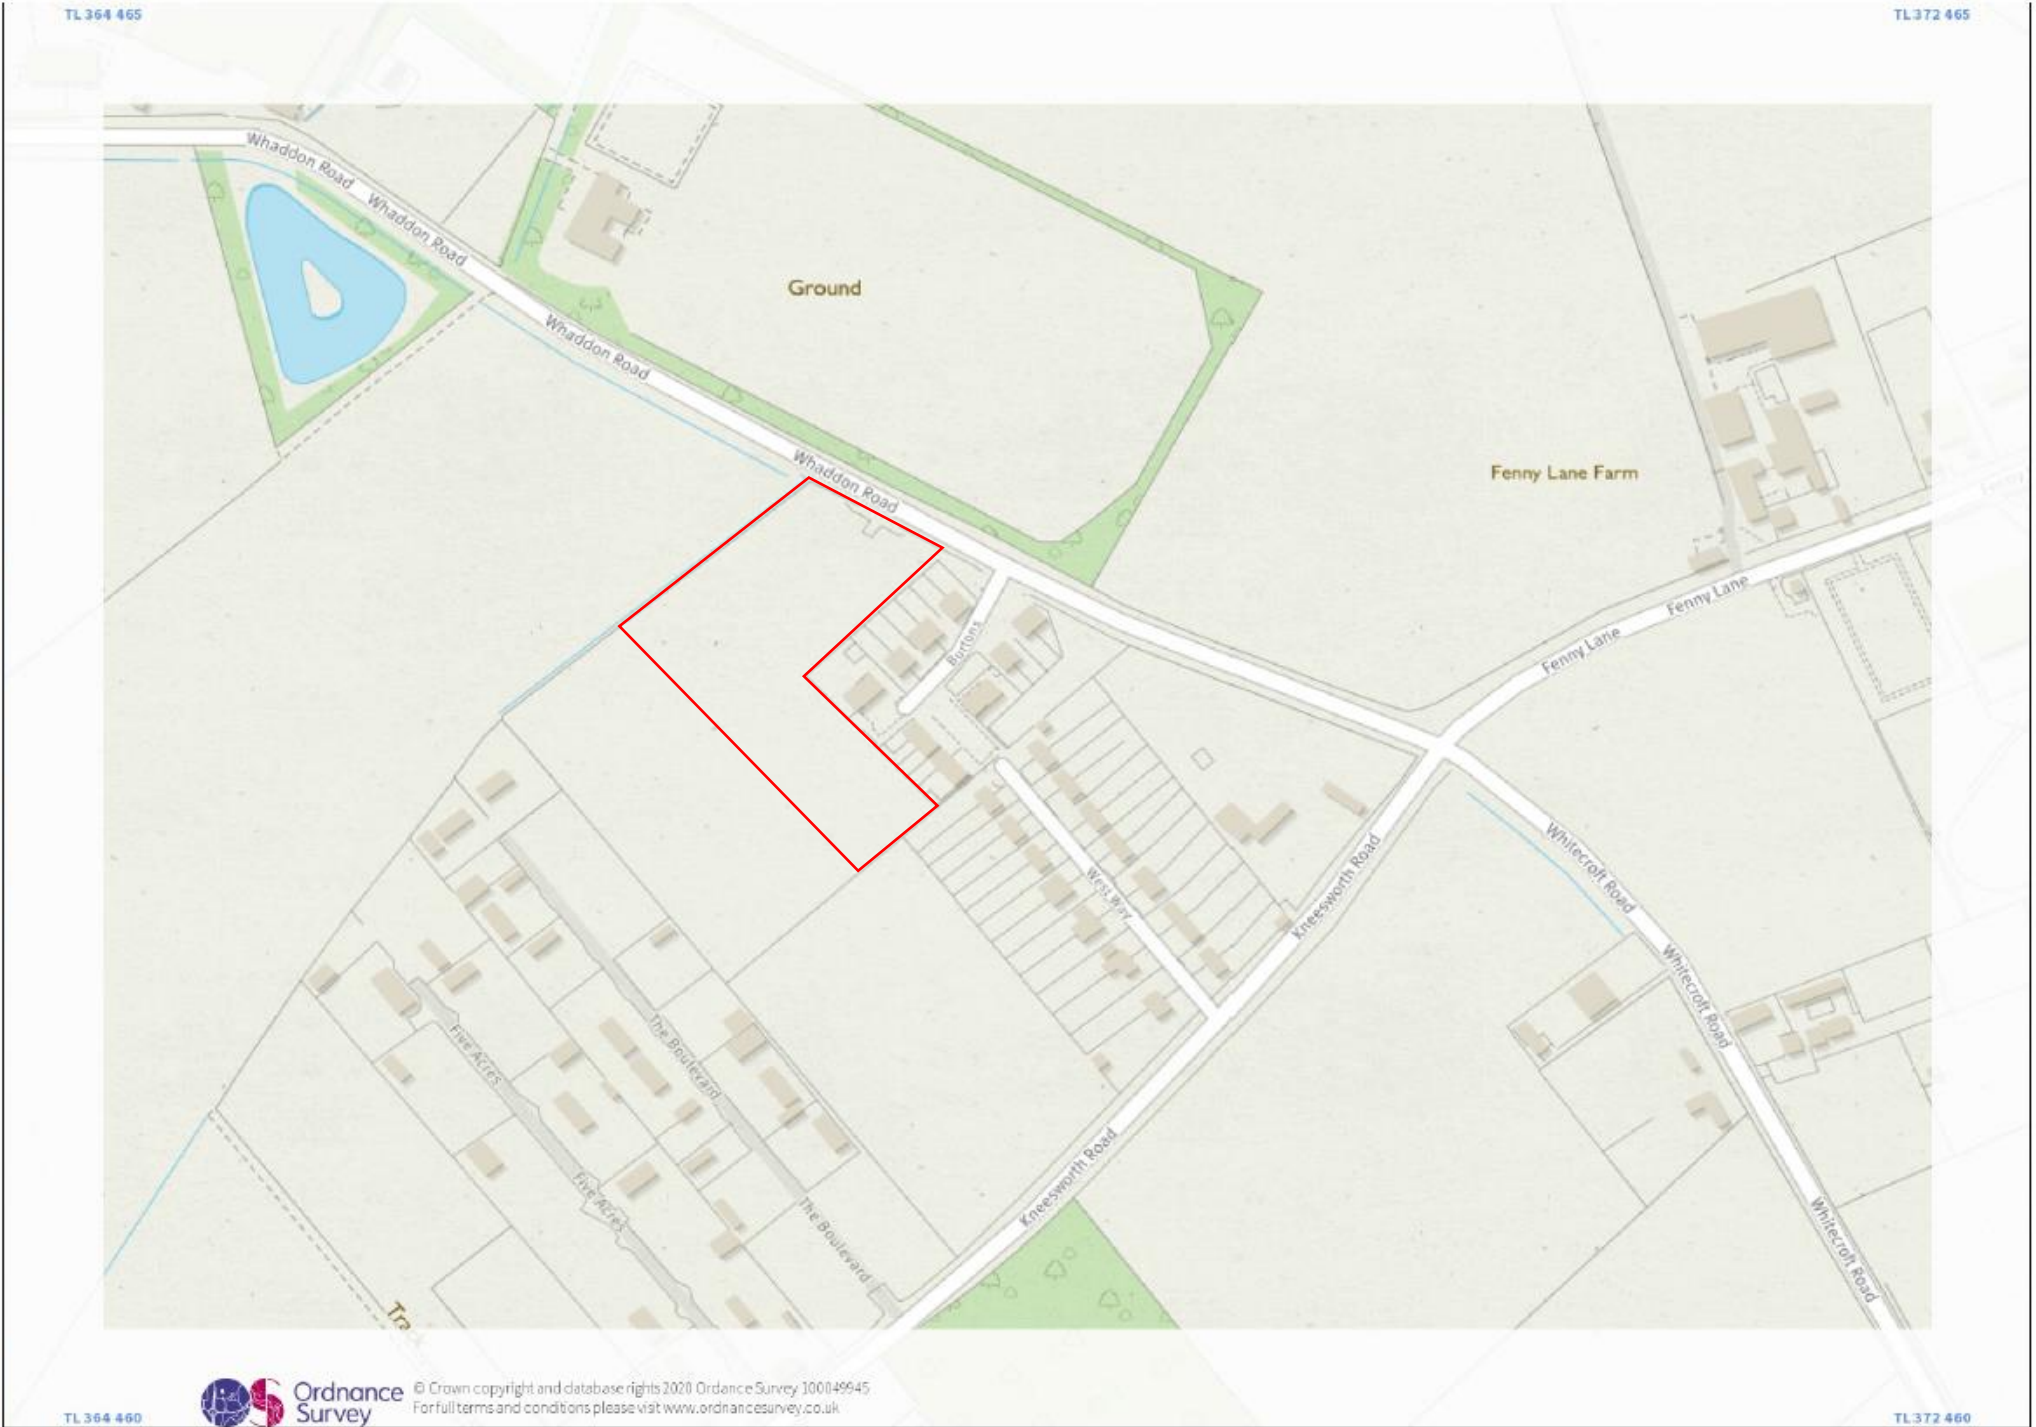 TL 364 465
TL 372 465
Whaddon Road
Whaddon Road
Ground
Whaddon Road
Whaddon Road
Fenny Lane Farm
Fenny Lane
Fenny Lane
Buttons
Whitecroft Road
Kneesworth Road
West Way
Whitecroft Road
Five Acres
The Boulevard
Kneesworth Road
Five Acres
The Boulevard
Whitecroft Road
Tra
Ordnance
Survey
© Crown copyright and database rights 2020 Ordance Survey 100049945
For full terms and conditions please visit www.ordnancesurvey.co.uk
TL 364 460
TL 372 460